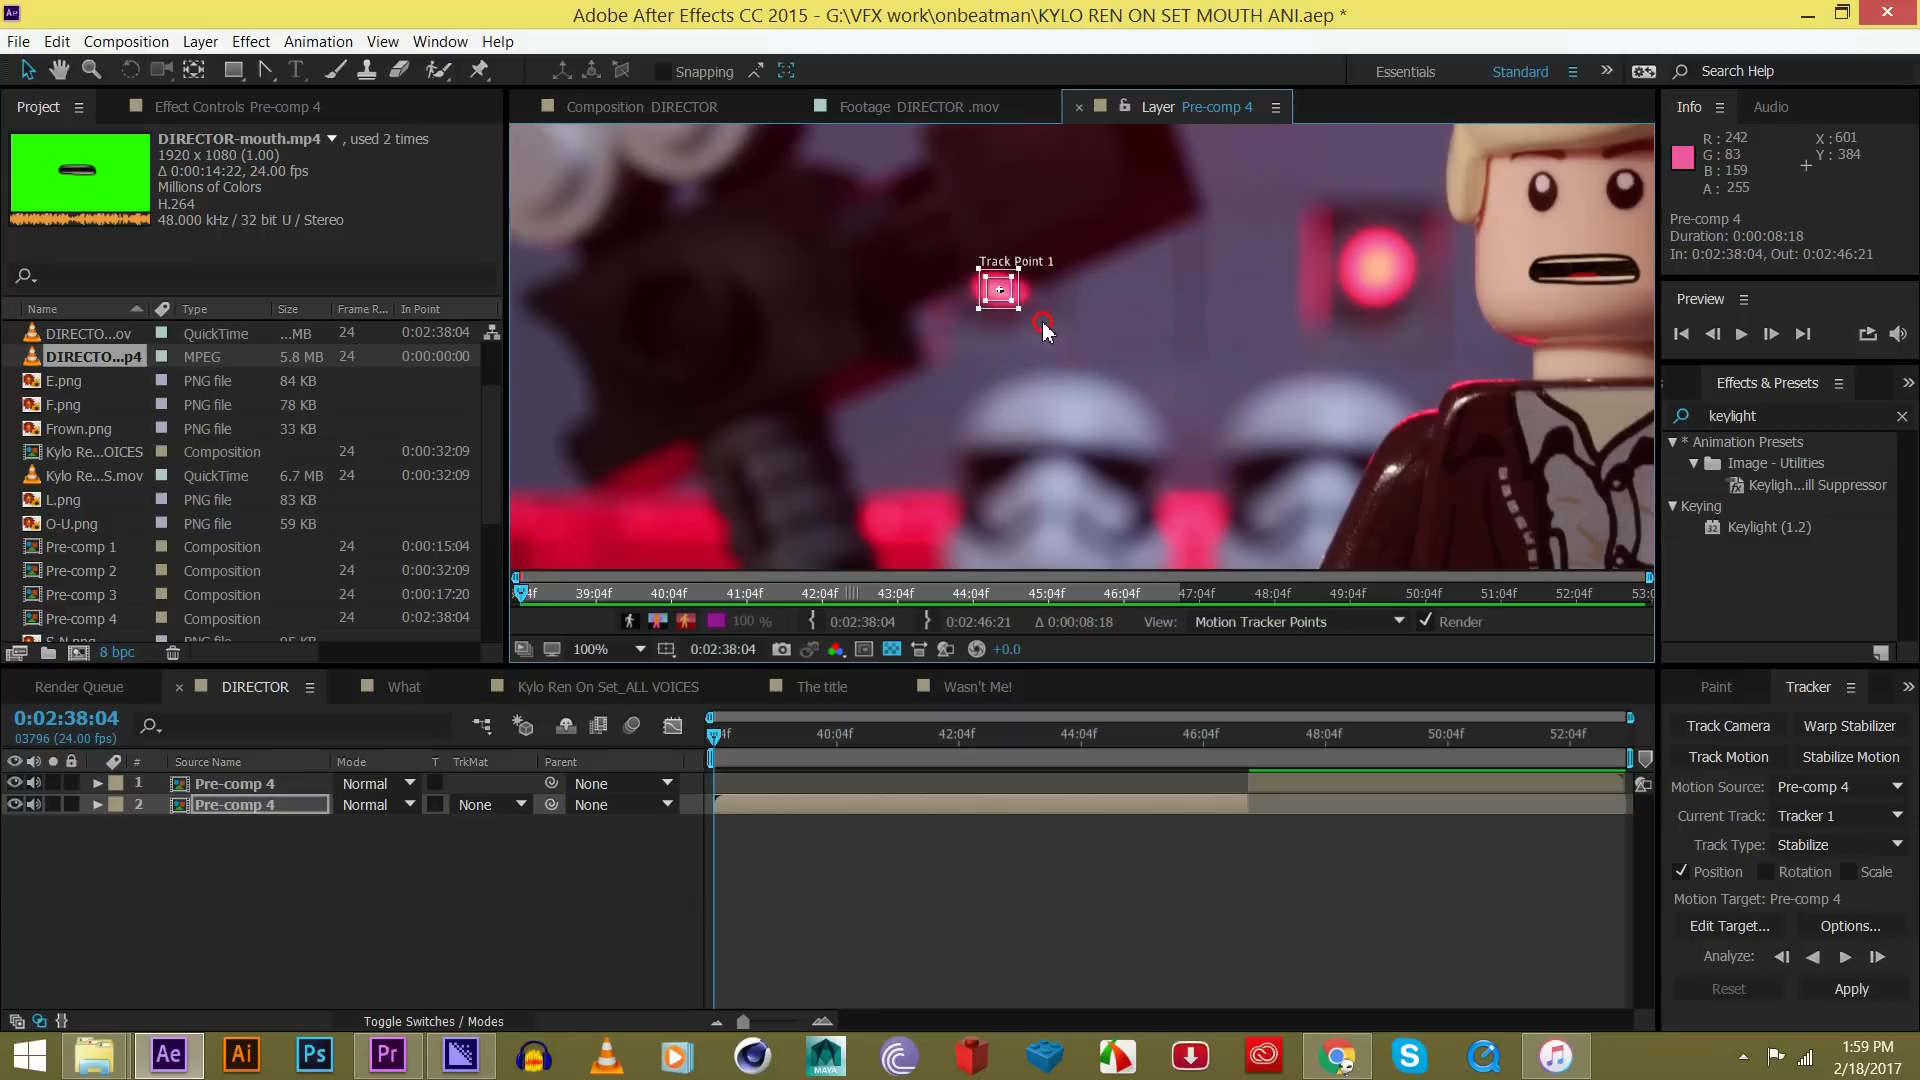 Adobe After Effects CC 2015 - G:\VFX work\onbeatman\KYLO REN ON SET MOUTH ANI.aep *
File Edit Composition Layer Effect Animation View Window Help
Snapping Essentials Standard Search Help
Project Effect Controls Pre-comp 4
Composition DIRECTOR Footage DIRECTOR .mov Layer Pre-comp 4
Info Audio
DIRECTOR-mouth.mp4 , used 2 times
1920 x 1080 (1.00)
Δ 0:00:14:22, 24.00 fps
Millions of Colors
H.264
48.000 kHz / 32 bit U / Stereo
R : 242 X : 601
G : 83 Y : 384
B : 159
A : 255
Pre-comp 4
Duration: 0:00:08:18
In: 0:02:38:04, Out: 0:02:46:21
Track Point 1
Preview
Effects & Presets
keylight
* Animation Presets
Image - Utilities
Keyligh...ill Suppressor
Keying
Keylight (1.2)
Name Type Size Frame R... In Point
DIRECTO...ov QuickTime ...MB 24 0:02:38:04
DIRECTO...p4 MPEG 5.8 MB 24 0:00:00:00
E.png PNG file 84 KB
F.png PNG file 78 KB
Frown.png PNG file 33 KB
Kylo Re...OICES Composition 24 0:00:32:09
Kylo Re...S.mov QuickTime 6.7 MB 24 0:00:32:09
L.png PNG file 83 KB
O-U.png PNG file 59 KB
Pre-comp 1 Composition 24 0:00:15:04
Pre-comp 2 Composition 24 0:00:32:09
Pre-comp 3 Composition 24 0:00:17:20
Pre-comp 4 Composition 24 0:02:38:04
8 bpc
39:04f 40:04f 41:04f 42:04f 43:04f 44:04f 45:04f 46:04f 47:04f 48:04f 49:04f 50:04f 51:04f 52:04f
100 % 0:02:38:04 0:02:46:21 Δ 0:00:08:18 View: Motion Tracker Points Render
100% 0:02:38:04 +0.0
Render Queue DIRECTOR What Kylo Ren On Set_ALL VOICES The title Wasn't Me!
0:02:38:04
03796 (24.00 fps)
40:04f 42:04f 44:04f 46:04f 48:04f 50:04f 52:04f
# Source Name Mode T TrkMat Parent
1 Pre-comp 4 Normal None
2 Pre-comp 4 Normal None None
Toggle Switches / Modes
Paint Tracker
Track Camera Warp Stabilizer
Track Motion Stabilize Motion
Motion Source: Pre-comp 4
Current Track: Tracker 1
Track Type: Stabilize
Position Rotation Scale
Motion Target: Pre-comp 4
Edit Target... Options...
Analyze:
Reset Apply
Ae Ai Ps Pr MAYA
1:59 PM
2/18/2017